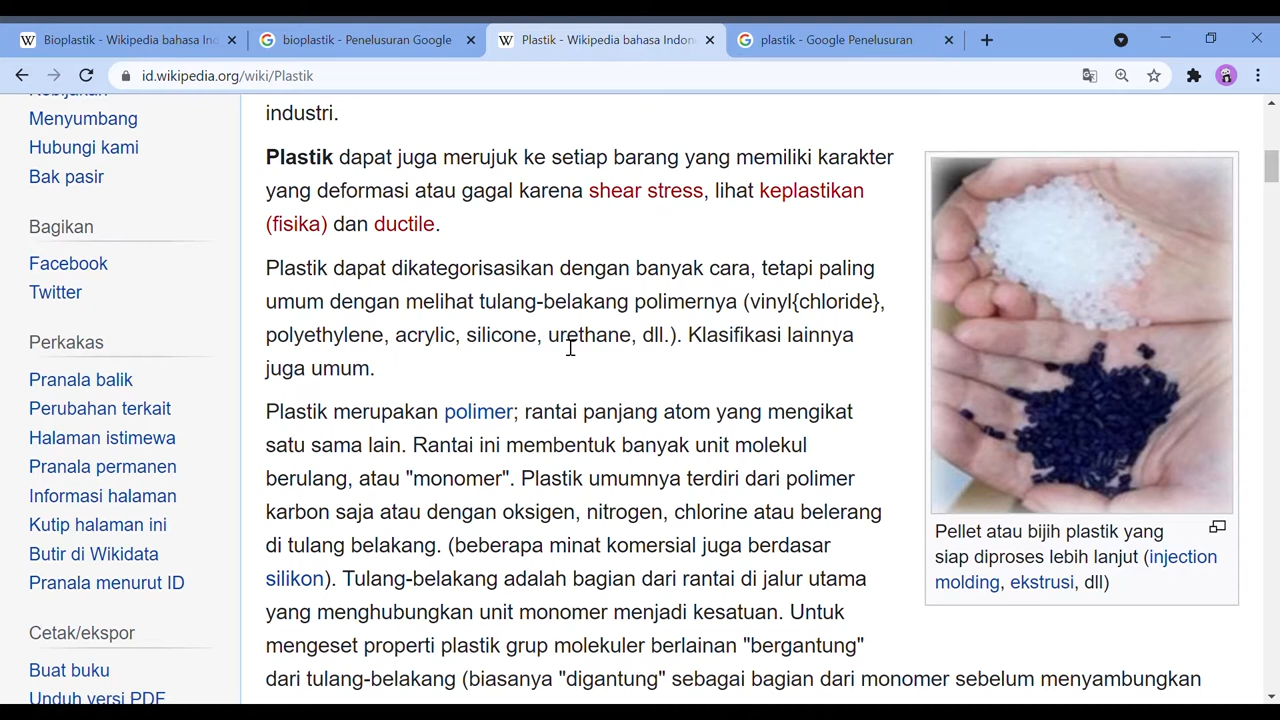 Bioplastik - Wikipedia bahasa Ind
bioplastik - Penelusuran Google
Plastik - Wikipedia bahasa Indon
plastik - Google Penelusuran
id.wikipedia.org/wiki/Plastik
Kebijakan
Menyumbang
Hubungi kami
Bak pasir
Bagikan
Facebook
Twitter
Perkakas
Pranala balik
Perubahan terkait
Halaman istimewa
Pranala permanen
Informasi halaman
Kutip halaman ini
Butir di Wikidata
Pranala menurut ID
Cetak/ekspor
Buat buku
Unduh versi PDF
industri.
Plastik dapat juga merujuk ke setiap barang yang memiliki karakter
yang deformasi atau gagal karena shear stress, lihat keplastikan
(fisika) dan ductile.
Plastik dapat dikategorisasikan dengan banyak cara, tetapi paling
umum dengan melihat tulang-belakang polimernya (vinyl{chloride},
polyethylene, acrylic, silicone, urethane, dll.). Klasifikasi lainnya
juga umum.
Plastik merupakan polimer; rantai panjang atom yang mengikat
satu sama lain. Rantai ini membentuk banyak unit molekul
berulang, atau "monomer". Plastik umumnya terdiri dari polimer
karbon saja atau dengan oksigen, nitrogen, chlorine atau belerang
di tulang belakang. (beberapa minat komersial juga berdasar
silikon). Tulang-belakang adalah bagian dari rantai di jalur utama
yang menghubungkan unit monomer menjadi kesatuan. Untuk
mengeset properti plastik grup molekuler berlainan "bergantung"
dari tulang-belakang (biasanya "digantung" sebagai bagian dari monomer sebelum menyambungkan
Pellet atau bijih plastik yang
siap diproses lebih lanjut (injection
molding, ekstrusi, dll)